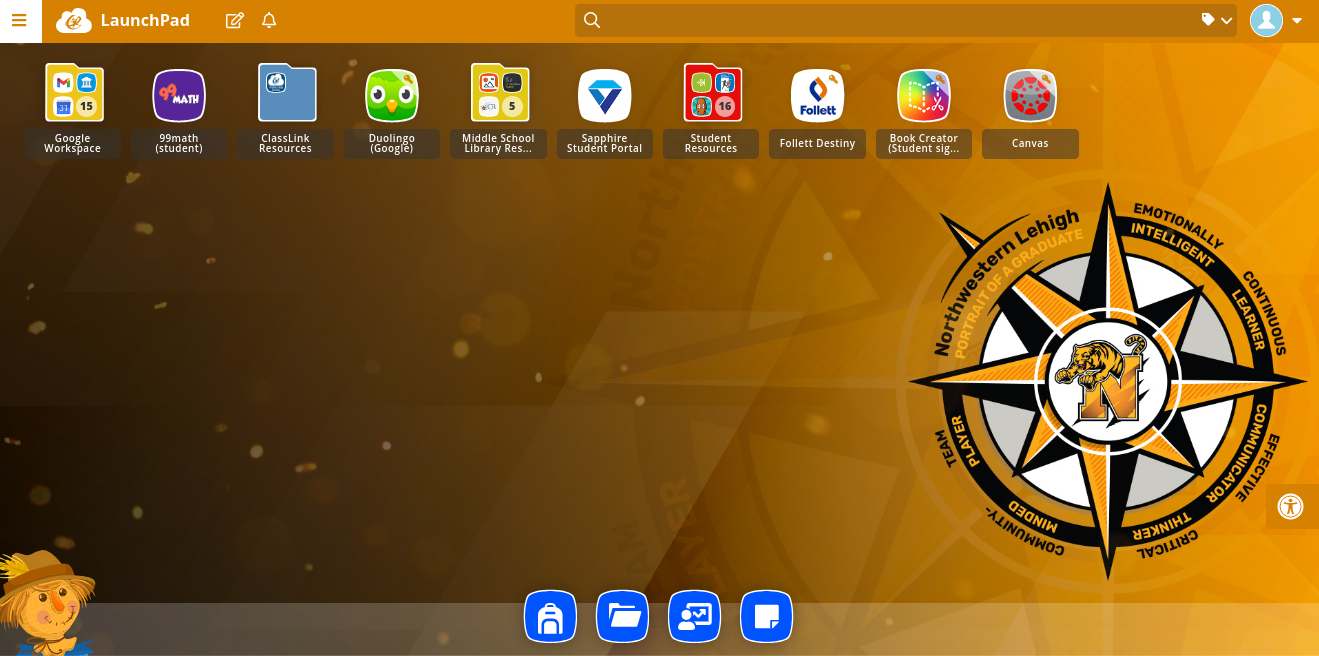 LaunchPad
31
15
99
MATH
5
CR
16
Follett
Google
Workspace
99math
(student)
ClassLink
Resources
Duolingo
(Google)
Middle School
Library Res...
Sapphire
Student Portal
Student
Resources
Follett Destiny
Book Creator
(Student sig...
Canvas
Northwestern Lehigh
PORTRAIT OF A GRADUATE
EMOTIONALLY
INTELLIGENT
CONTINUOUS
LEARNER
EFFECTIVE
COMMUNICATOR
CRITICAL
THINKER
COMMUNITY-
MINDED
TEAM
PLAYER
N